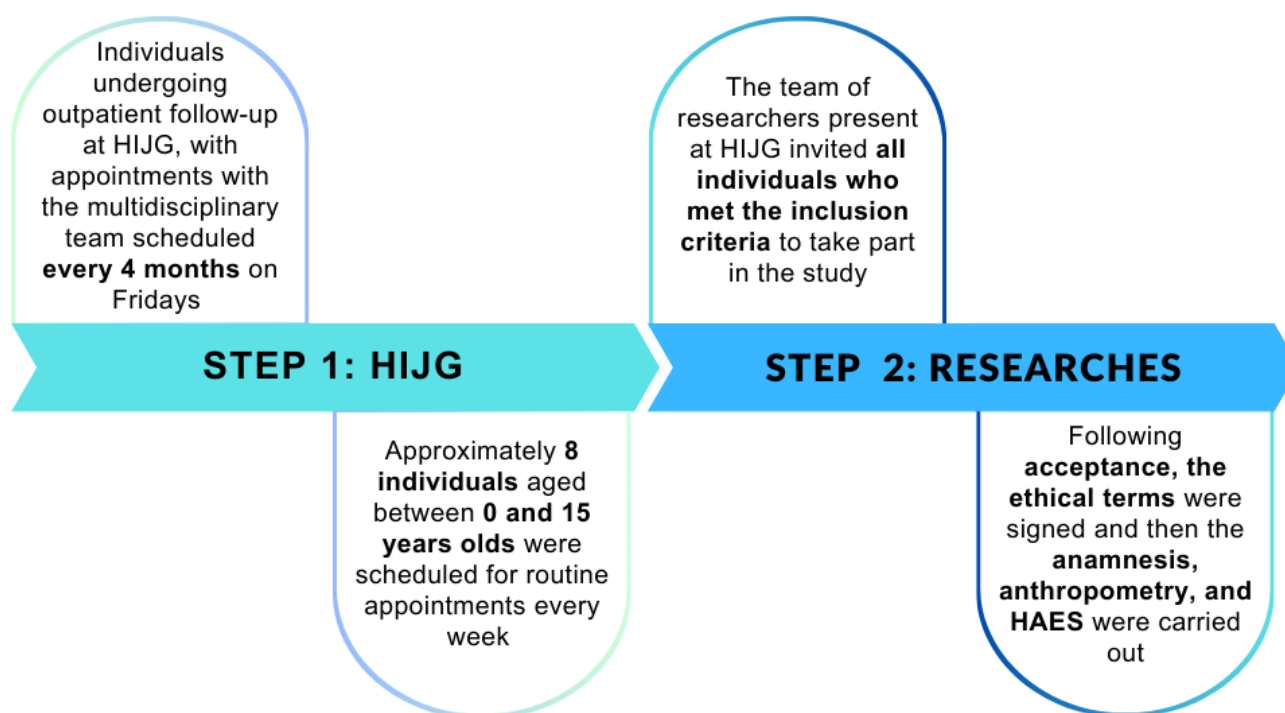 Individuals
undergoing
outpatient follow-up
at HIJG, with
appointments with
the multidisciplinary
team scheduled
every 4 months on
Fridays
STEP 1: HIJG
Approximately 8
individuals aged
between 0 and 15
years olds were
scheduled for routine
appointments every
week
The team of
researchers present
at HIJG invited all
individuals who
met the inclusion
criteria to take part
in the study
STEP 2: RESEARCHES
Following
acceptance, the
ethical terms were
signed and then the
anamnesis,
anthropometry, and
HAES were carried
out